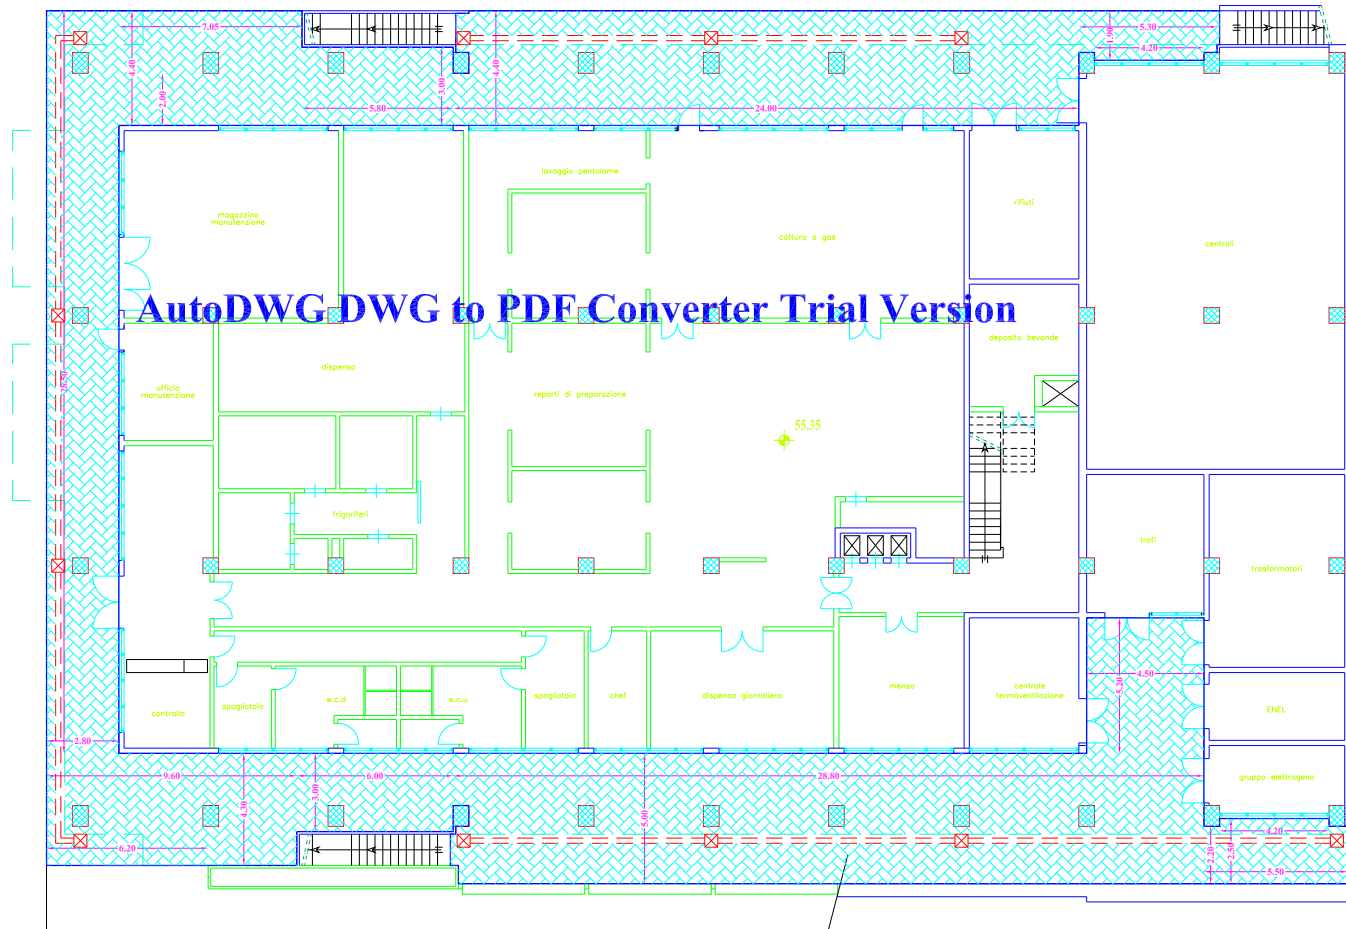 7.05
5.30
1.90
4.20
4.40
4.40
3.00
2.00
5.80
24.00
lavaggio pentolame
magazzino
manutenzione
rifiuti
cottura a gas
centrali
AutoDWG DWG to PDF Converter Trial Version
deposito bevande
dispensa
28.50
ufficio
manutenzione
reparti di preparazione
55.35
frigoriferi
trafi
trasformatori
4.50
5.20
spogliatoio
w.c.d
w.c.u
spogliatoio
chef
dispensa giornaliera
mensa
centrale
termoventilazione
controllo
ENEL
2.80
9.60
6.00
28.80
gruppo elettrogeno
4.30
3.00
5.00
4.20
6.20
2.20
2.50
5.50